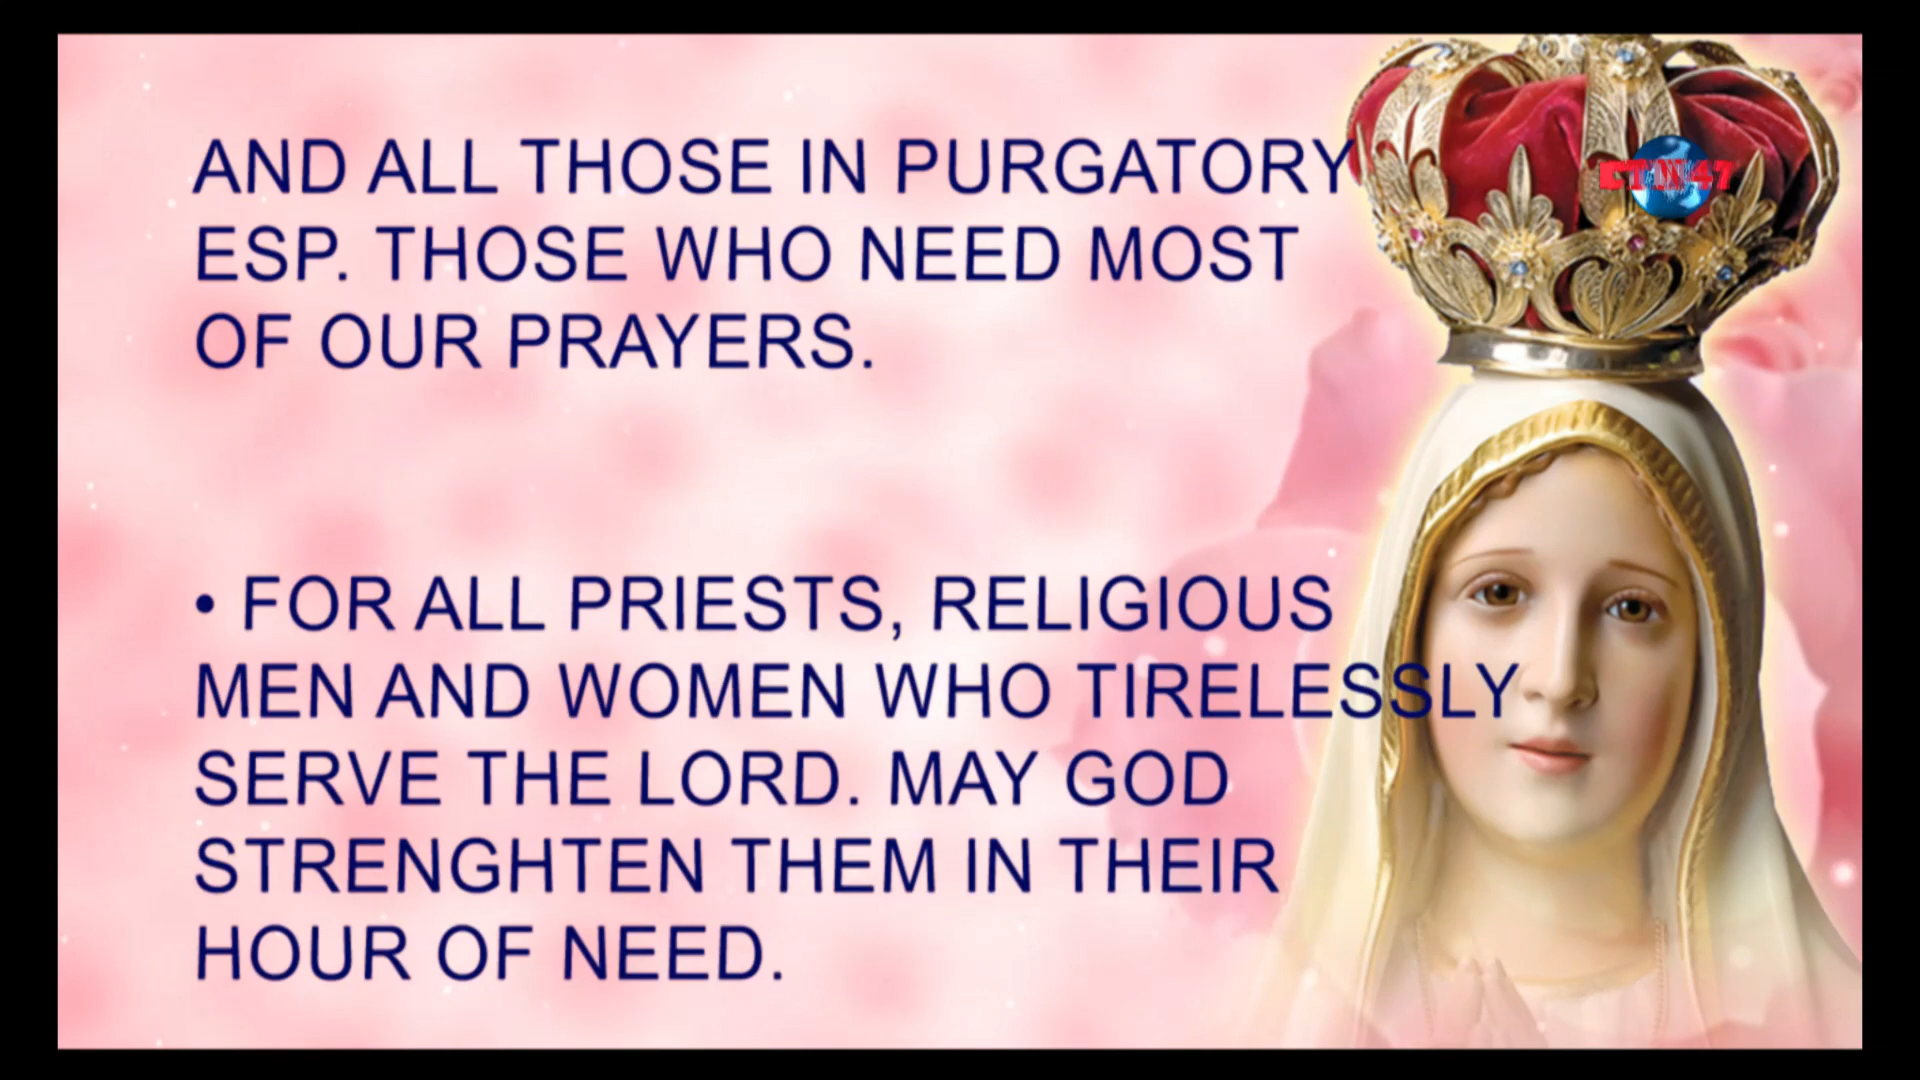 AND ALL THOSE IN PURGATORY
ESP. THOSE WHO NEED MOST
OF OUR PRAYERS.
• FOR ALL PRIESTS, RELIGIOUS
MEN AND WOMEN WHO TIRELESSLY
SERVE THE LORD. MAY GOD
STRENGHTEN THEM IN THEIR
HOUR OF NEED.